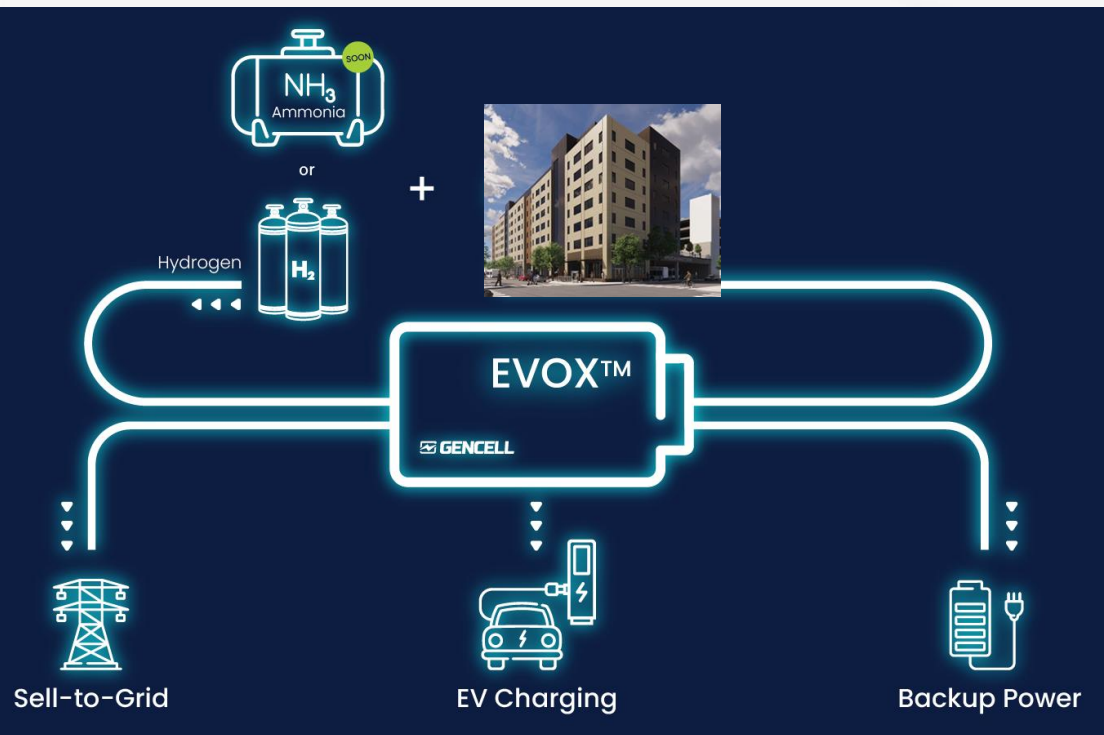 SOON
NH₃
Ammonia
or
+
Hydrogen
H₂
EVOX™
GENCELL
Sell-to-Grid
EV Charging
Backup Power